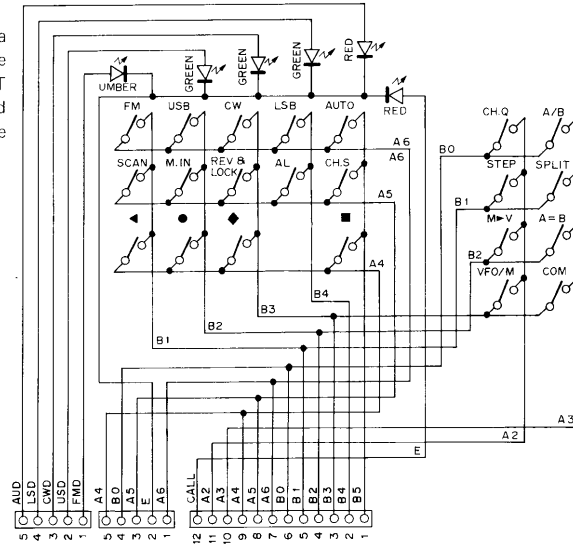 a
e
T
d
e
RED
GREEN
GREEN
GREEN
UMBER
RED
FM USB CW LSB AUTO
A6
A6
SCAN M.IN REV & LOCK AL CH.S
A5
A4
B4
B3
B2
B1
CH.Q A/B
B0
STEP SPLIT
B1
M►V A=B
B2
VFO/M COM
A3
A2
E
AUD LSD CWD USD FMD
5 4 3 2 1
A4 B0 A5 E A6
5 4 3 2 1
CALL A2 A3 A4 A5 A6 B0 B1 B2 B3 B4 B5
12 11 10 9 8 7 6 5 4 3 2 1